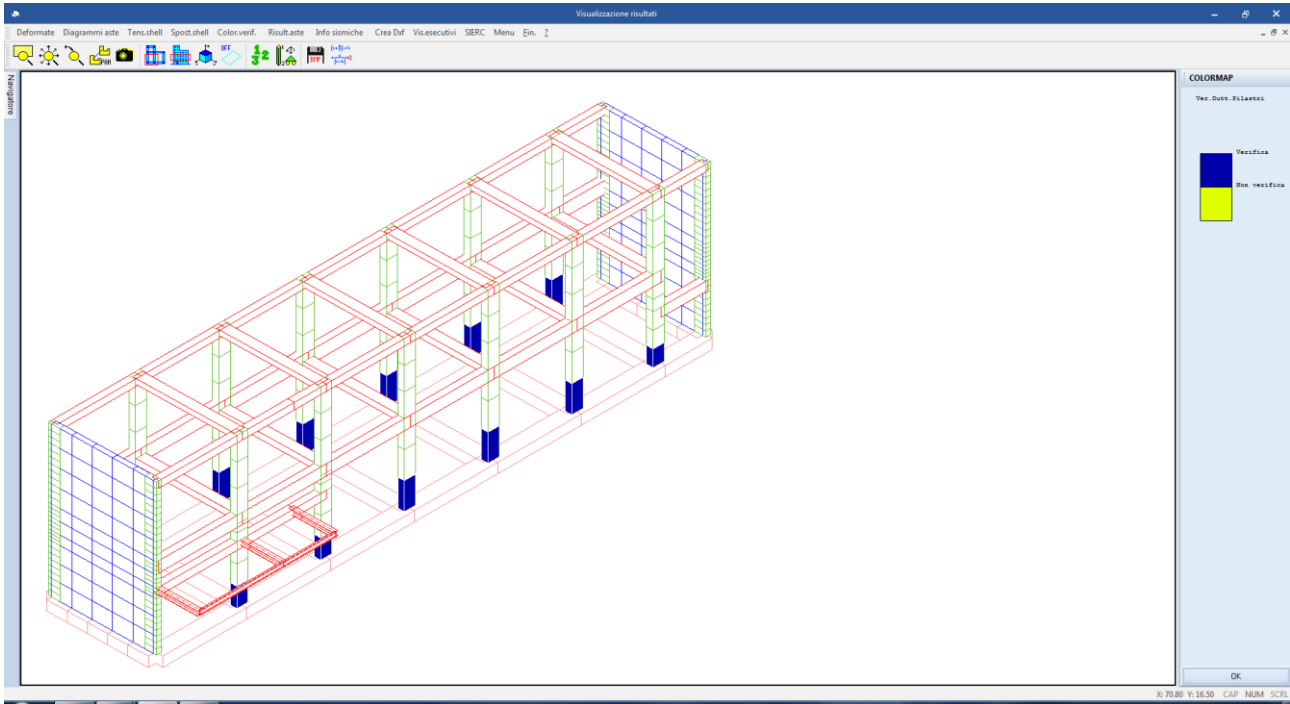 Visualizzazione risultati
Deformate Diagrammi aste Tens.shell Spost.shell Color.verif. Risult.aste Info sismiche Crea Dxf Vis.esecutivi SIERC Menu Fin. ?
PAN
OFF
Navigatore
COLORMAP
Ver.Dutt.Pilastri
Verifica
Non verifica
OK
X: 70.80 Y: 16.50 CAP NUM SCRL